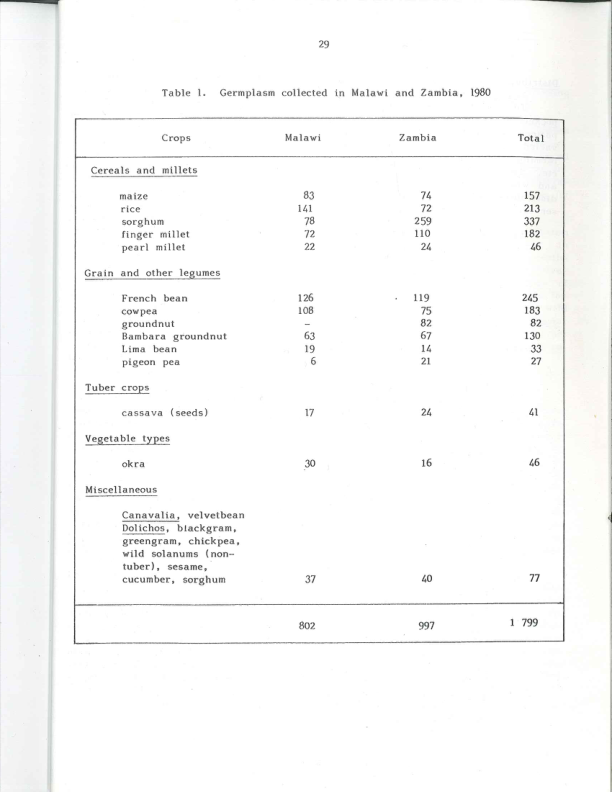 29
Table 1. Germplasm collected in Malawi and Zambia, 1980
Crops Malawi Zambia Total
Cereals and millets
maize 83 74 157
rice 141 72 213
sorghum 78 259 337
finger millet 72 110 182
pearl millet 22 24 46
Grain and other legumes
French bean 126 119 245
cowpea 108 75 183
groundnut – 82 82
Bambara groundnut 63 67 130
Lima bean 19 14 33
pigeon pea 6 21 27
Tuber crops
cassava (seeds) 17 24 41
Vegetable types
okra 30 16 46
Miscellaneous
Canavalia, velvetbean
Dolichos, blackgram,
greengram, chickpea,
wild solanums (non-
tuber), sesame,
cucumber, sorghum 37 40 77
802 997 1 799